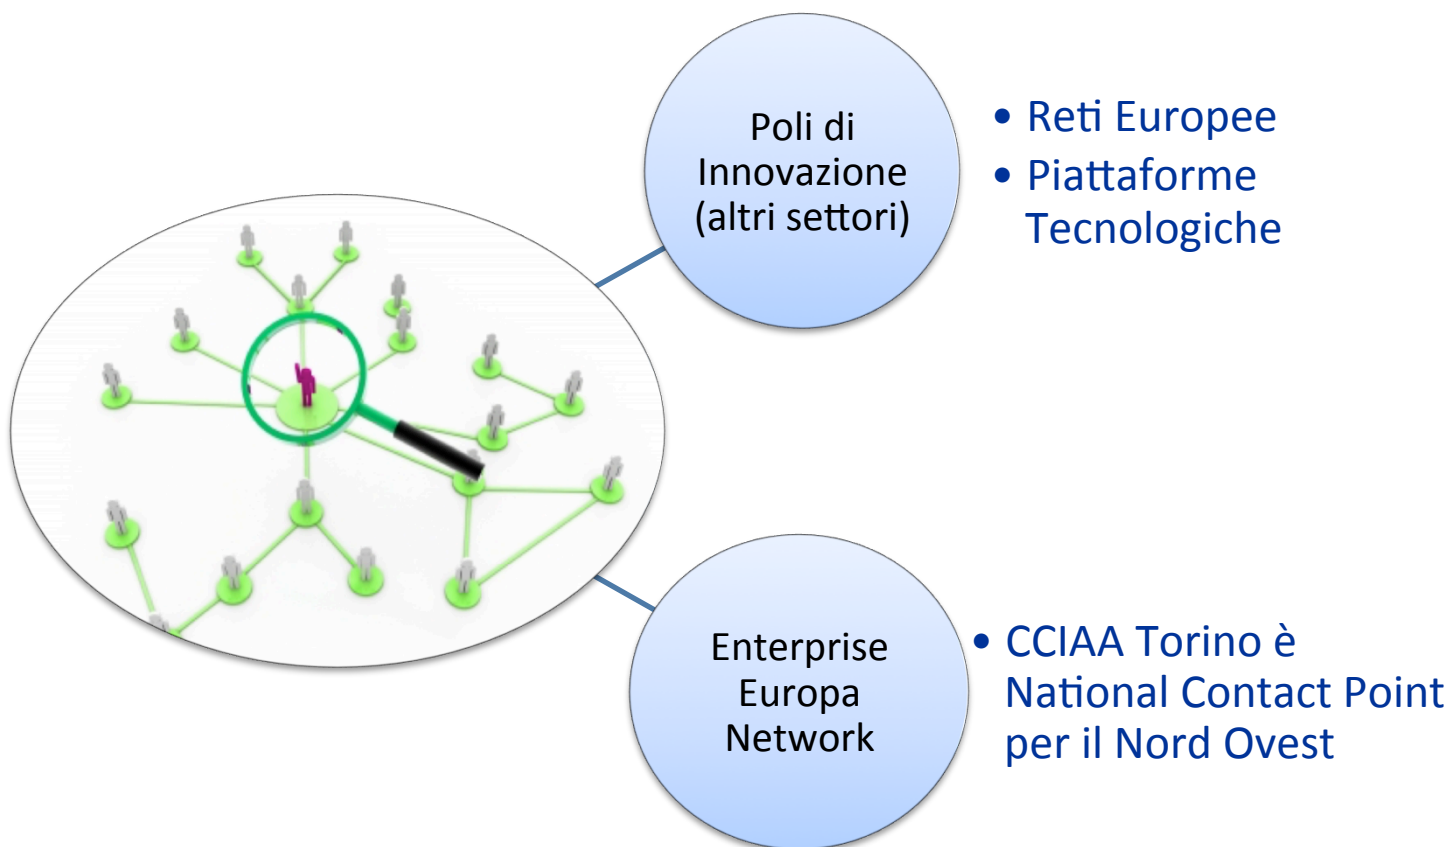 Poli di
Innovazione
(altri settori)
• Reti Europee
• Piattaforme
Tecnologiche
Enterprise
Europa
Network
• CCIAA Torino è
National Contact Point
per il Nord Ovest